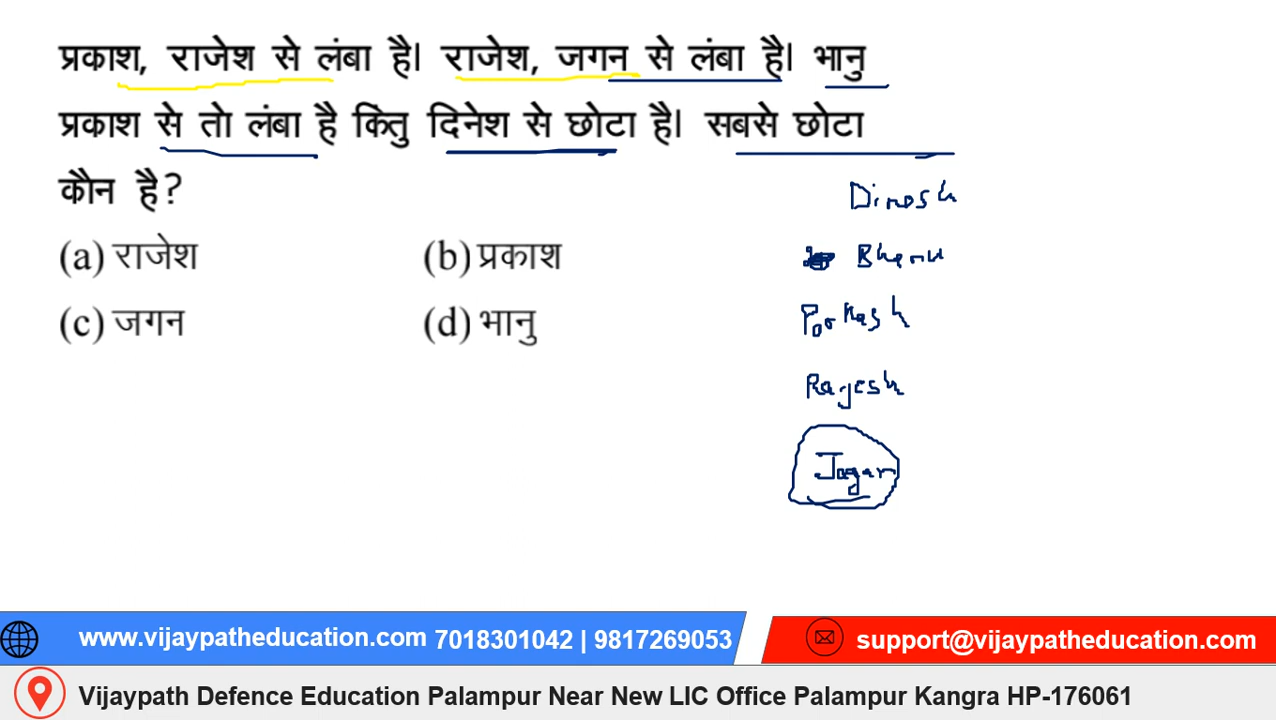 प्रकाश, राजेश से लंबा है। राजेश, जगन से लंबा है। भानु
प्रकाश से तो लंबा है किंतु दिनेश से छोटा है। सबसे छोटा
कौन है?
(a) राजेश (b) प्रकाश
(c) जगन (d) भानु
Dinesh
Bhanu
Parkash
Rajesh
Jagan
www.vijaypatheducation.com 7018301042 | 9817269053 support@vijaypatheducation.com
Vijaypath Defence Education Palampur Near New LIC Office Palampur Kangra HP-176061